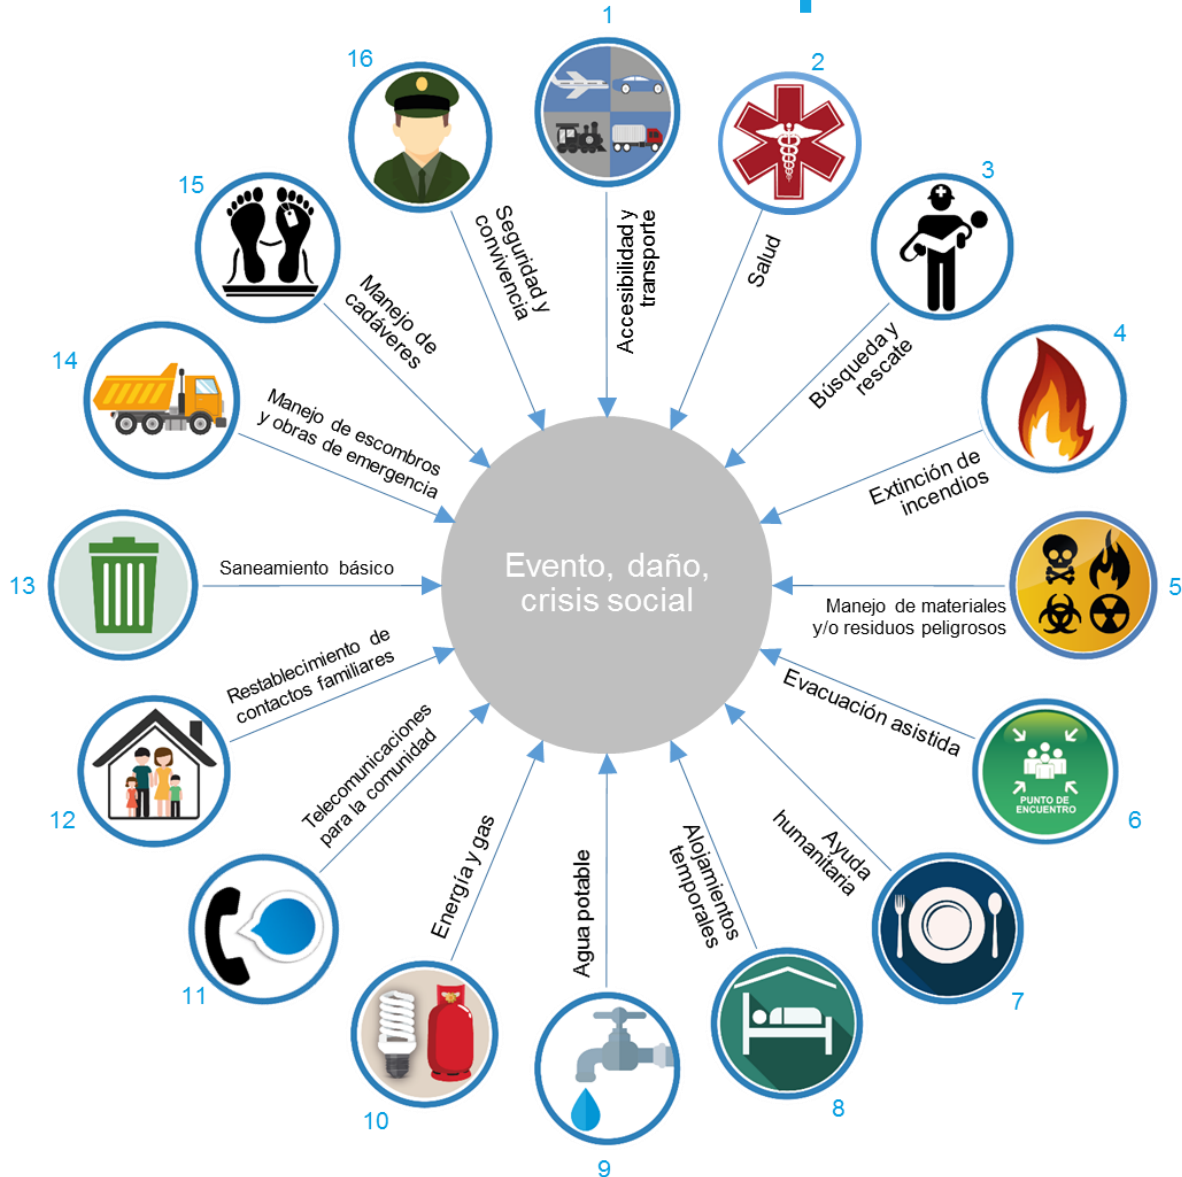 1
Accesibilidad y
transporte
2
Salud
3
Búsqueda y
rescate
4
Extinción de
incendios
5
Manejo de materiales
y/o residuos peligrosos
6
Evacuación asistida
PUNTO DE
ENCUENTRO
7
Ayuda
humanitaria
8
Alojamientos
temporales
9
Agua potable
10
Energía y gas
11
Telecomunicaciones
para la comunidad
12
Restablecimiento de
contactos familiares
13
Saneamiento básico
14
Manejo de escombros
y obras de emergencia
15
Manejo de
cadáveres
16
Seguridad y
convivencia
Evento, daño,
crisis social